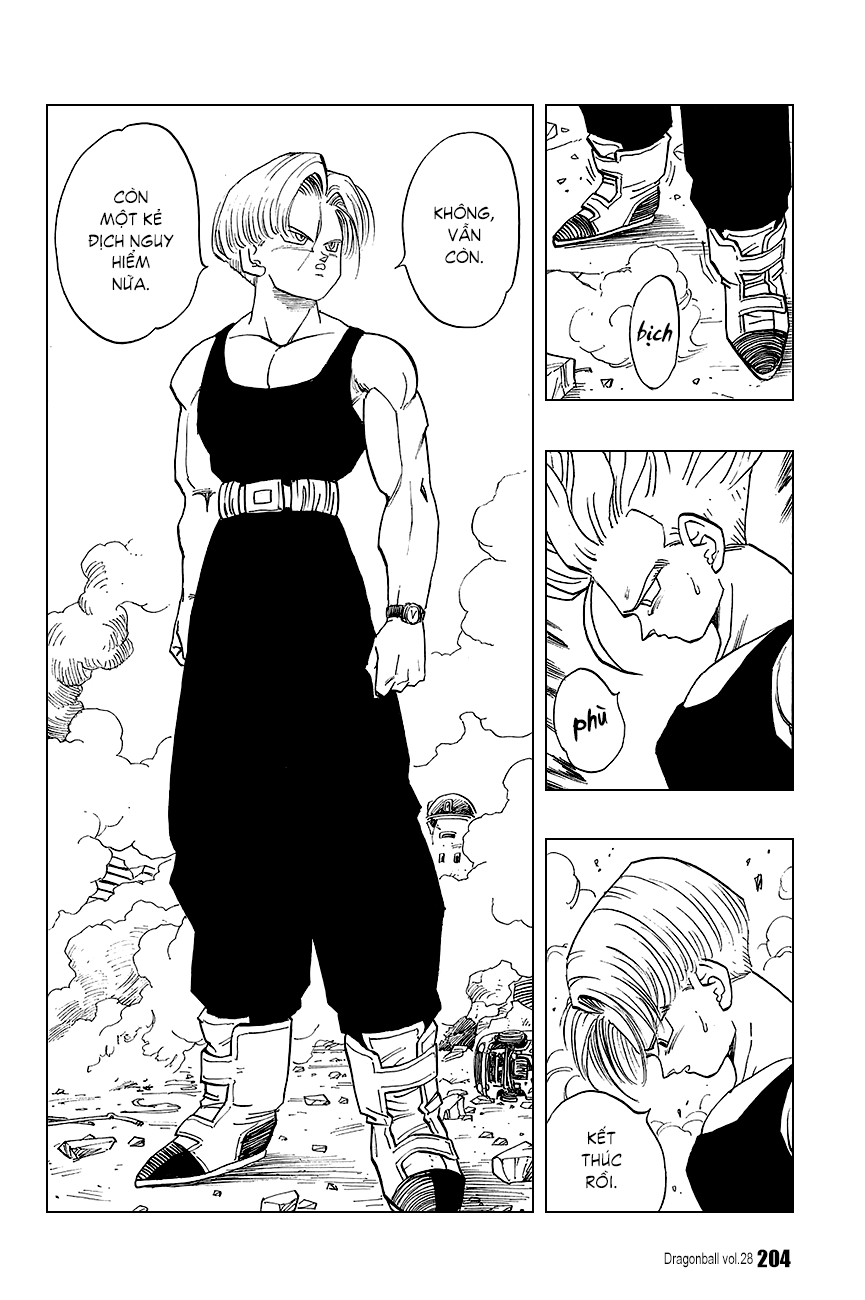 bịch
phù
KẾT
THÚC
RỒI.
KHÔNG,
VẪN
CÒN.
CÒN
MỘT KẺ
ĐỊCH NGUY
HIỂM
NỮA.
Dragonball vol.28 204